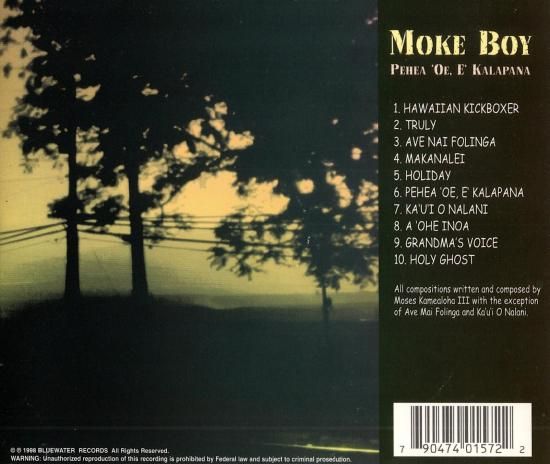 MOKE BOY
PEHEA 'OE, E' KALAPANA
1. HAWAIIAN KICKBOXER
2. TRULY
3. AVE NAI FOLINGA
4. MAKANALEI
5. HOLIDAY
6. PEHEA 'OE, E' KALAPANA
7. KA'U'I O NALANI
8. A 'OHE INOA
9. GRANDMA'S VOICE
10. HOLY GHOST
All compositions written and composed by
Moses Kamealoha III with the exception
of Ave Mai Folinga and Ka'u'i O Nalani.
© ℗ 1998 BLUEWATER RECORDS All Rights Reserved.
WARNING: Unauthorized reproduction of this recording is prohibited by Federal law and subject to criminal prosecution.
7 90474 01572 2